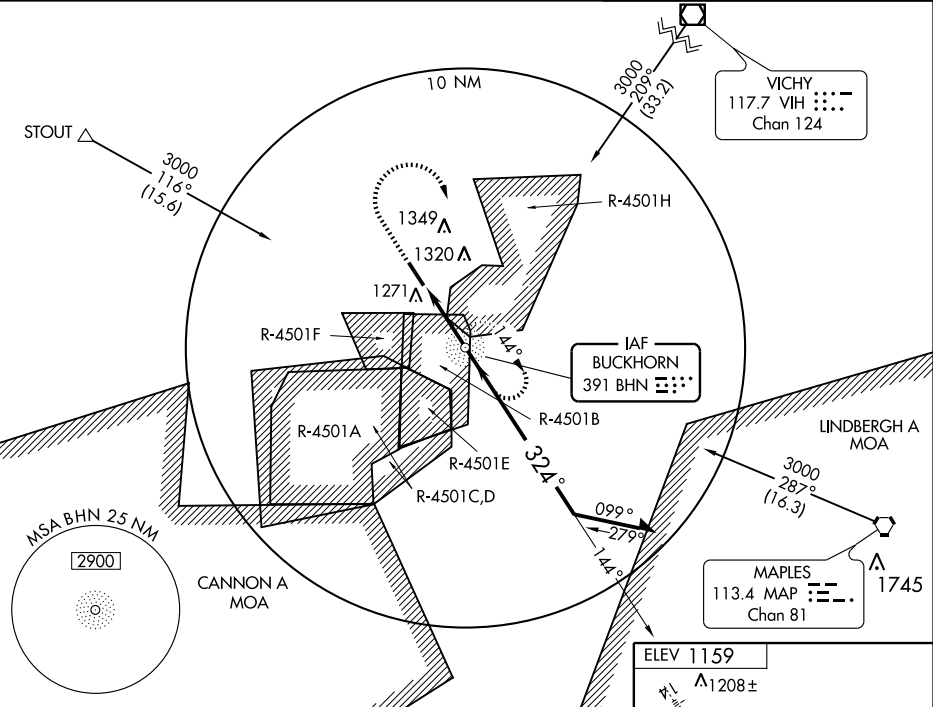 VICHY
117.7 VIH
Chan 124
3000
209°
(33.2)
10 NM
STOUT
3000
116°
(15.6)
R-4501H
1349
1320
1271
R-4501F
144°
IAF
BUCKHORN
391 BHN
R-4501B
LINDBERGH A
MOA
R-4501A
R-4501E
324°
3000
287°
(16.3)
R-4501C,D
099°
279°
144°
MSA BHN 25 NM
2900
CANNON A
MOA
MAPLES
113.4 MAP
Chan 81
1745
ELEV 1159
1208±